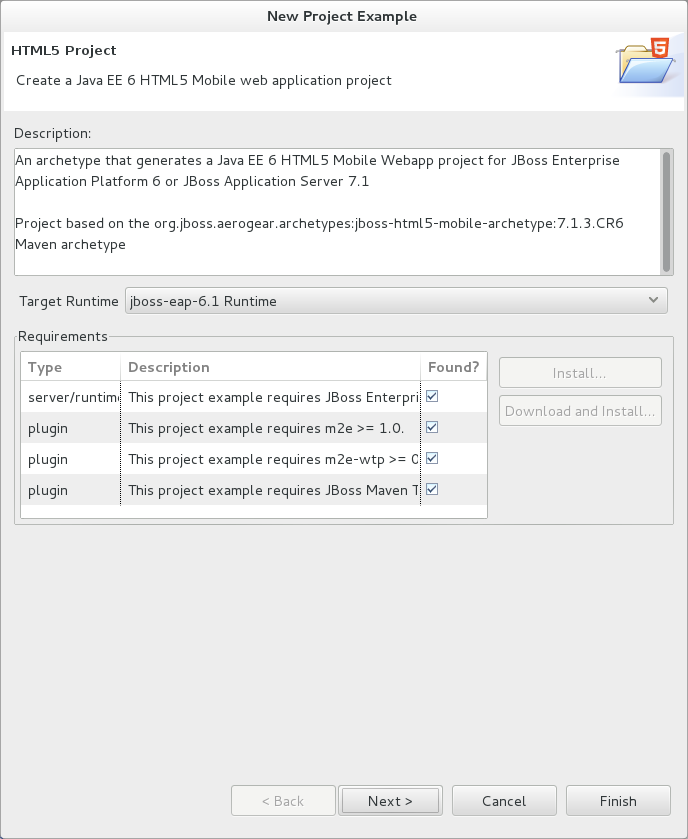 New Project Example
HTML5 Project
Create a Java EE 6 HTML5 Mobile web application project
5
Description:
An archetype that generates a Java EE 6 HTML5 Mobile Webapp project for JBoss Enterprise
Application Platform 6 or JBoss Application Server 7.1
Project based on the org.jboss.aerogear.archetypes:jboss-html5-mobile-archetype:7.1.3.CR6
Maven archetype
Target Runtime jboss-eap-6.1 Runtime
Requirements
Type Description Found?
server/runtime This project example requires JBoss Enterpri
plugin This project example requires m2e >= 1.0.
plugin This project example requires m2e-wtp >= 0
plugin This project example requires JBoss Maven T
Install...
Download and Install...
< Back Next > Cancel Finish